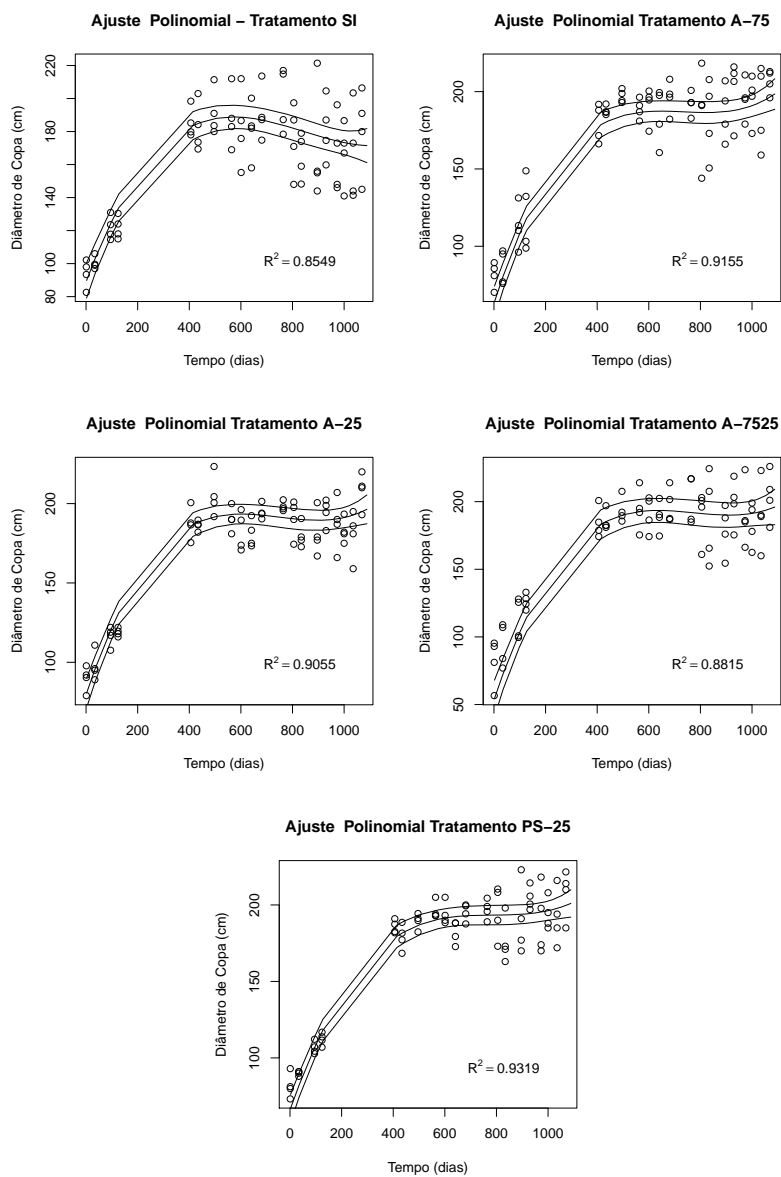 Ajuste Polinomial – Tratamento SI
Diâmetro de Copa (cm)
80 100 140 180 220
R² = 0.8549
0 200 400 600 800 1000
Tempo (dias)
Ajuste Polinomial Tratamento A−75
Diâmetro de Copa (cm)
100 150 200
R² = 0.9155
0 200 400 600 800 1000
Tempo (dias)
Ajuste Polinomial Tratamento A−25
Diâmetro de Copa (cm)
100 150 200
R² = 0.9055
0 200 400 600 800 1000
Tempo (dias)
Ajuste Polinomial Tratamento A−7525
Diâmetro de Copa (cm)
50 100 150 200
R² = 0.8815
0 200 400 600 800 1000
Tempo (dias)
Ajuste Polinomial Tratamento PS−25
Diâmetro de Copa (cm)
100 150 200
R² = 0.9319
0 200 400 600 800 1000
Tempo (dias)